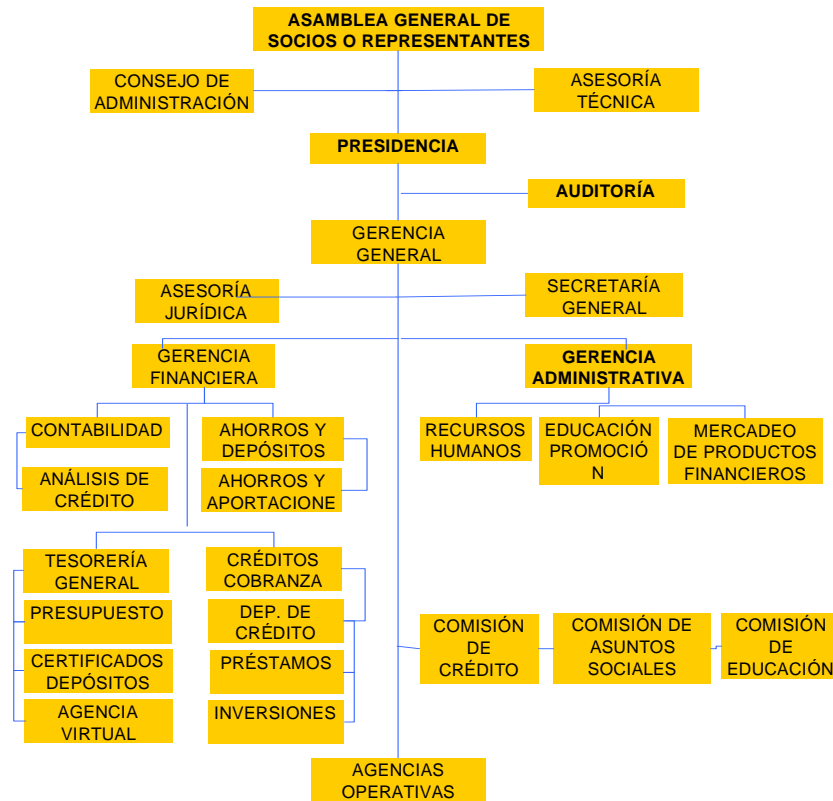 ASAMBLEA GENERAL DE
SOCIOS O REPRESENTANTES
CONSEJO DE
ADMINISTRACIÓN
ASESORÍA
TÉCNICA
PRESIDENCIA
AUDITORÍA
GERENCIA
GENERAL
ASESORÍA
JURÍDICA
SECRETARÍA
GENERAL
GERENCIA
FINANCIERA
GERENCIA
ADMINISTRATIVA
CONTABILIDAD
AHORROS Y
DEPÓSITOS
RECURSOS
HUMANOS
EDUCACIÓN
PROMOCIÓ
N
MERCADEO
DE PRODUCTOS
FINANCIEROS
ANÁLISIS DE
CRÉDITO
AHORROS Y
APORTACIONE
TESORERÍA
GENERAL
CRÉDITOS
COBRANZA
PRESUPUESTO
DEP. DE
CRÉDITO
COMISIÓN
DE
CRÉDITO
COMISIÓN DE
ASUNTOS
SOCIALES
COMISIÓN
DE
EDUCACIÓN
CERTIFICADOS
DEPÓSITOS
PRÉSTAMOS
AGENCIA
VIRTUAL
INVERSIONES
AGENCIAS
OPERATIVAS